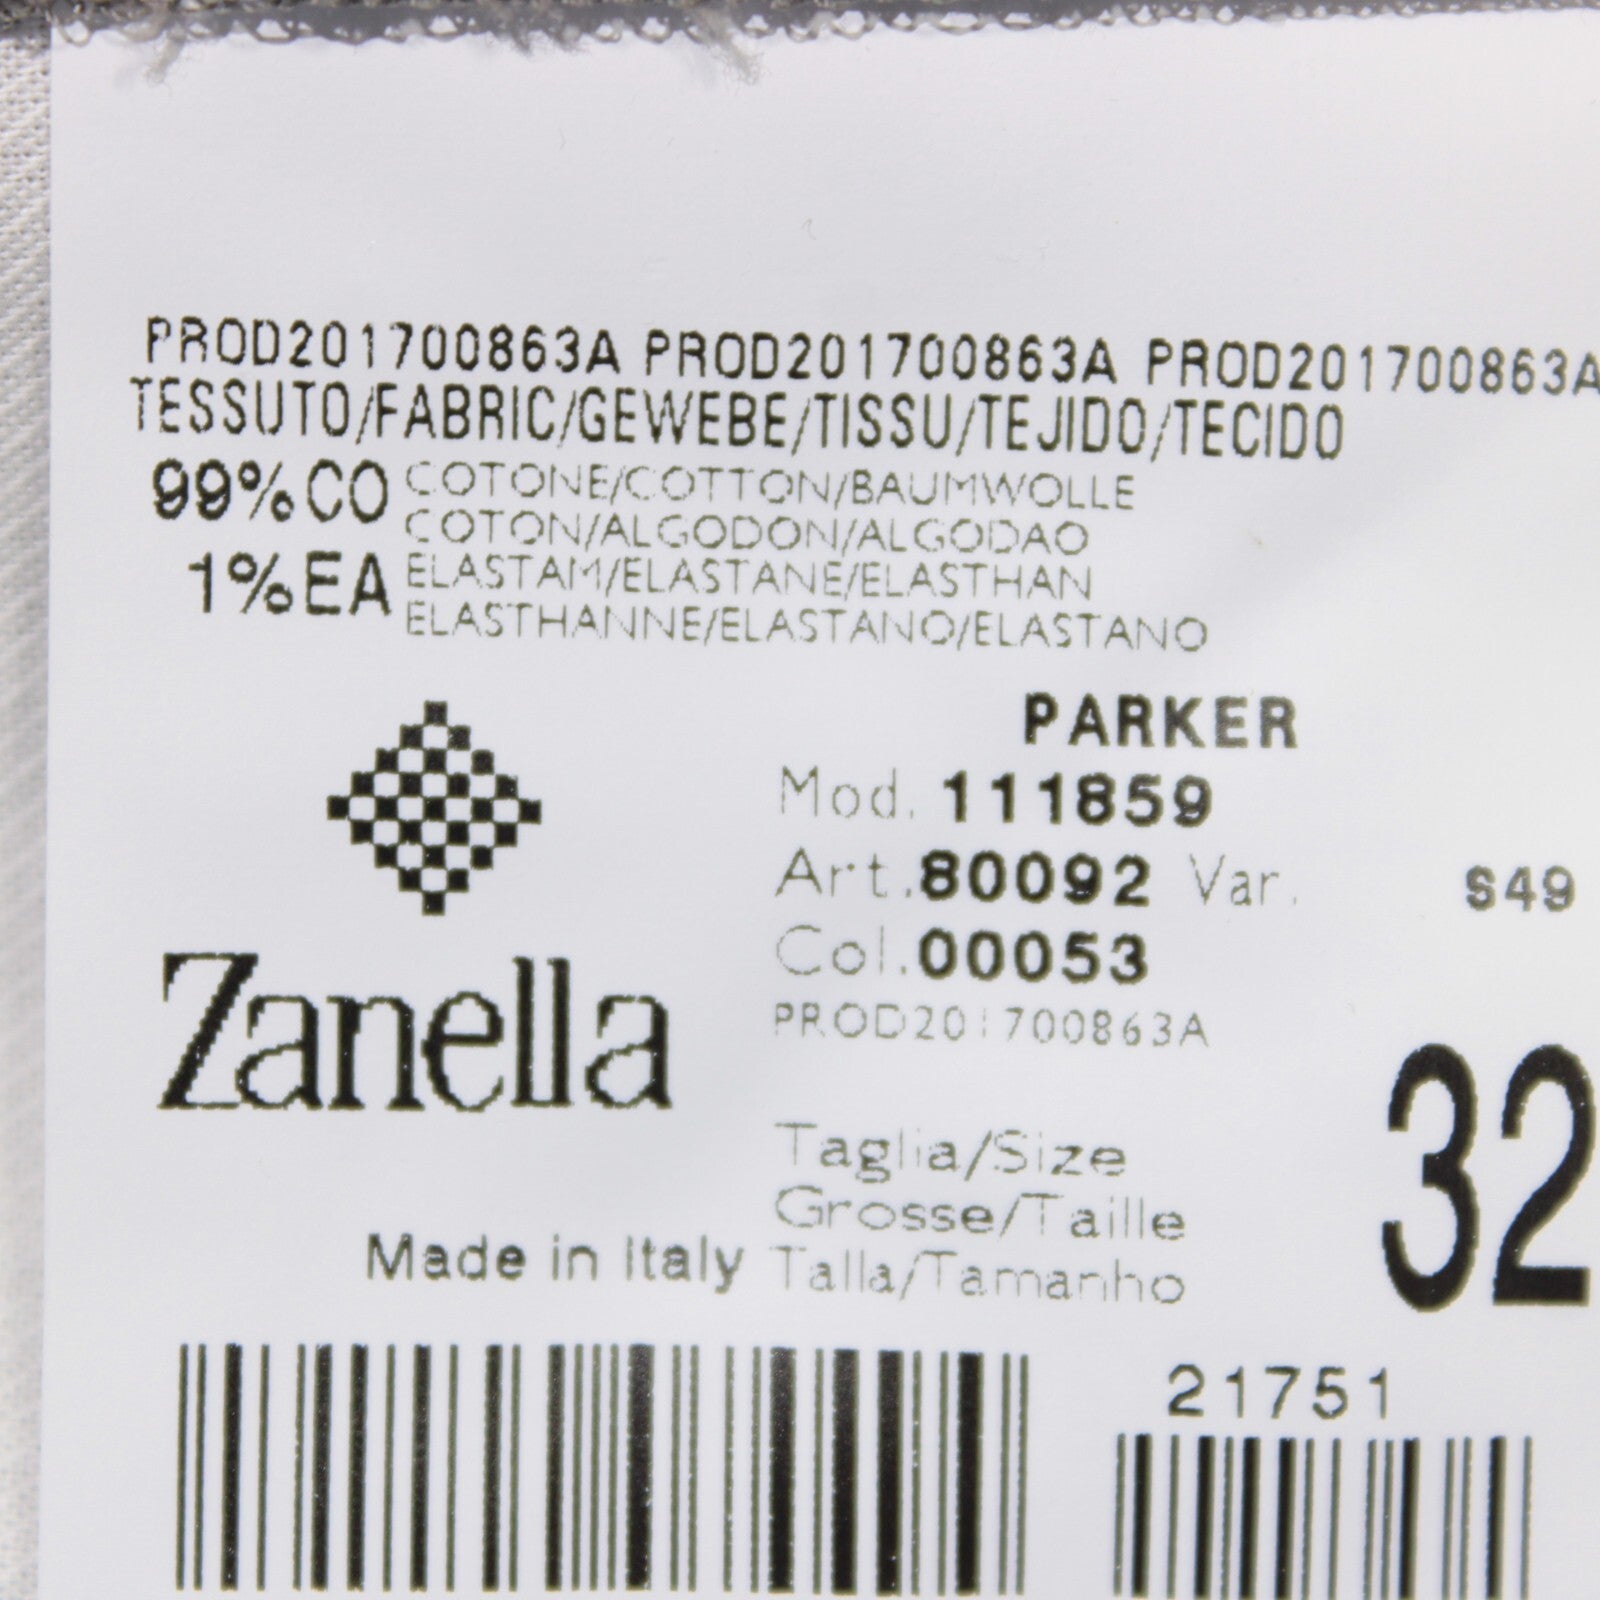 PROD201700863A PROD201700863A PROD201700863A
TESSUTO/FABRIC/GEWEBE/TISSU/TEJIDO/TECIDO
99%CO COTONE/COTTON/BAUMWOLLE
COTON/ALGODON/ALGODAO
1%EA ELASTAM/ELASTANE/ELASTHAN
ELASTHANNE/ELASTANO/ELASTANO
PARKER
Mod. 111859
Art.80092 Var. S49
Col.00053
PROD201700863A
Zanella
Taglia/Size
Grosse/Taille
Talla/Tamanho
32
Made in Italy
21751